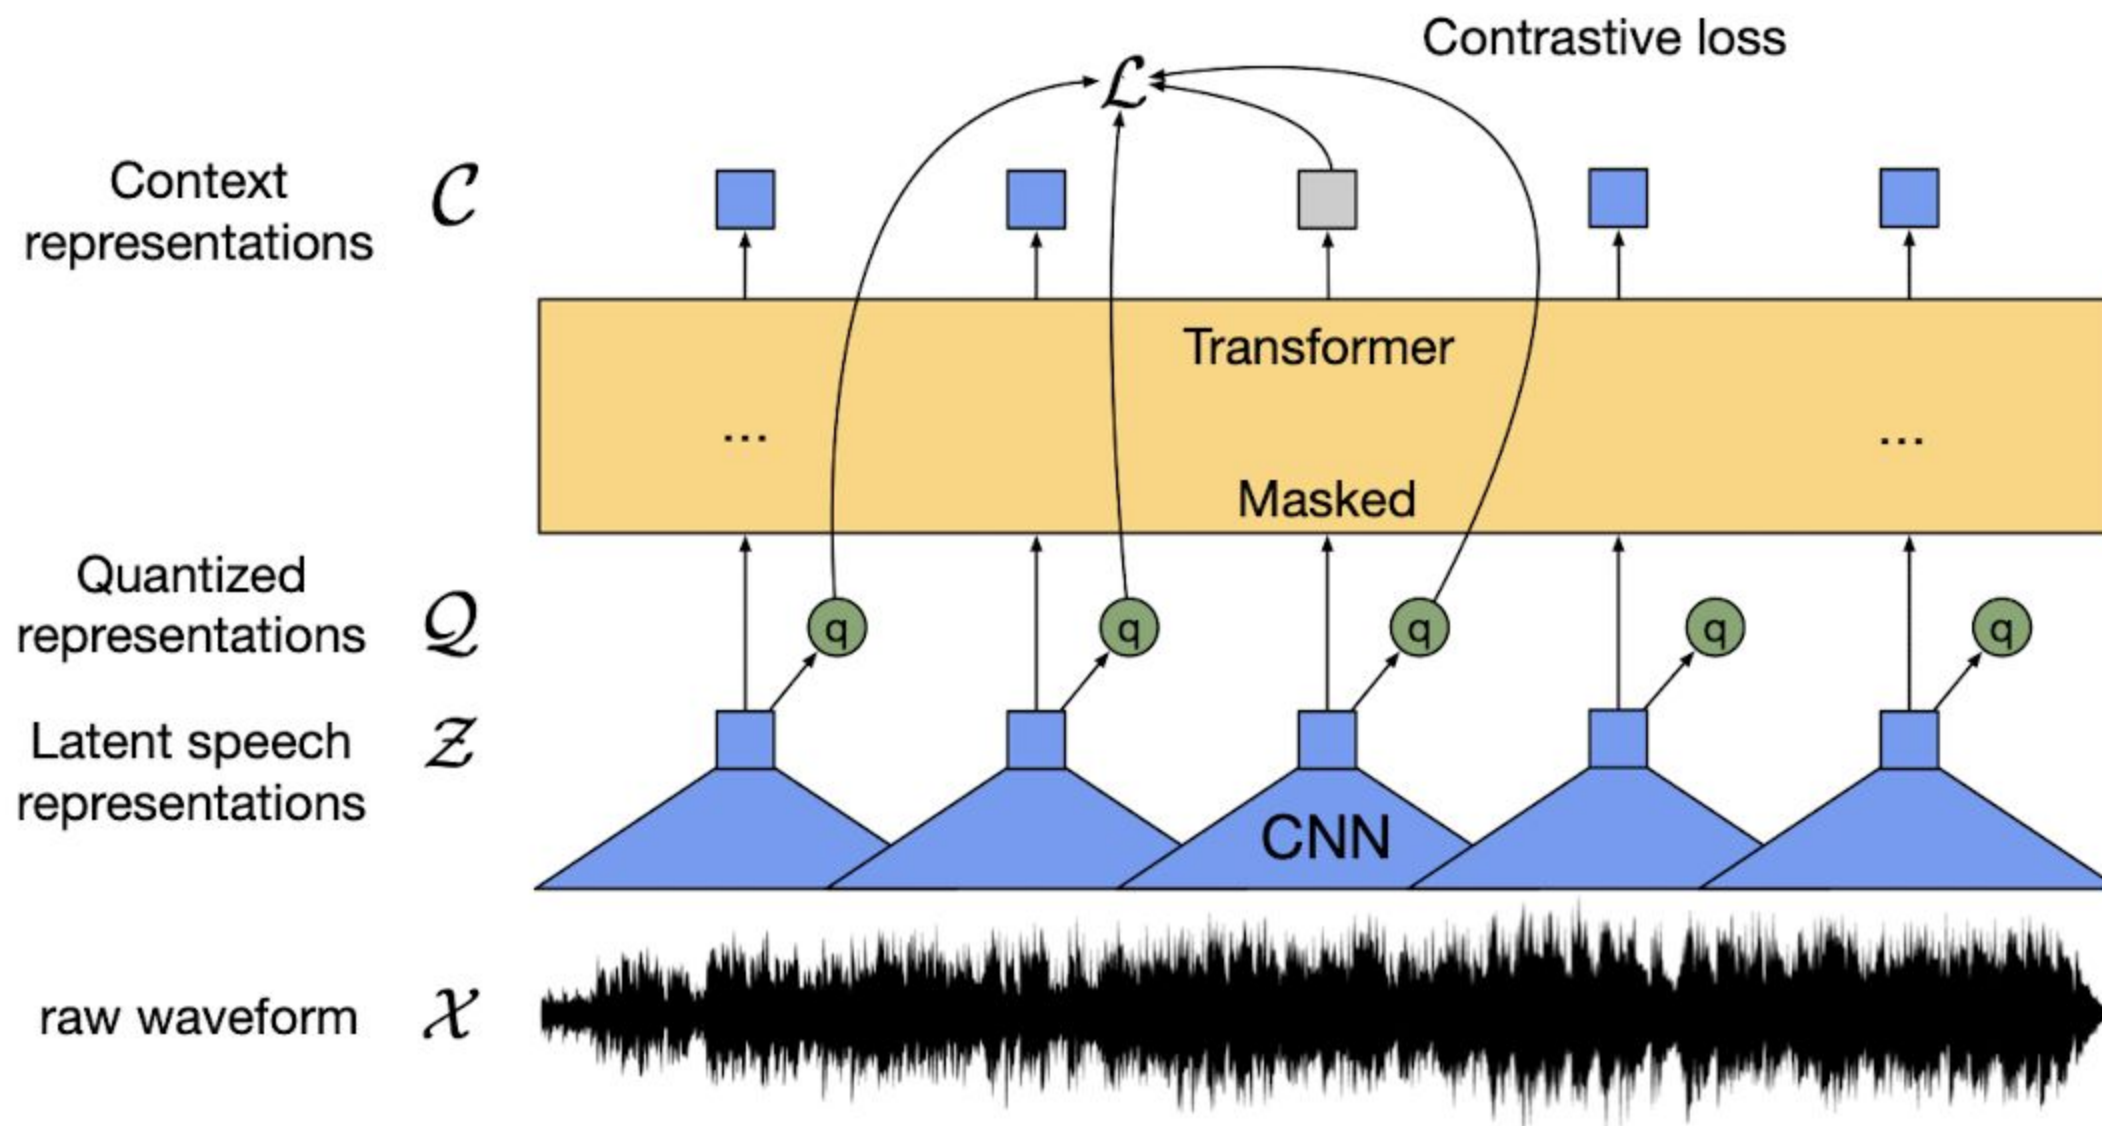 Contrastive loss
ℒ
Context
representations
𝒞
Transformer
...
...
Masked
Quantized
representations
𝒬
q
q
q
q
q
Latent speech
representations
𝒵
CNN
raw waveform
𝒳